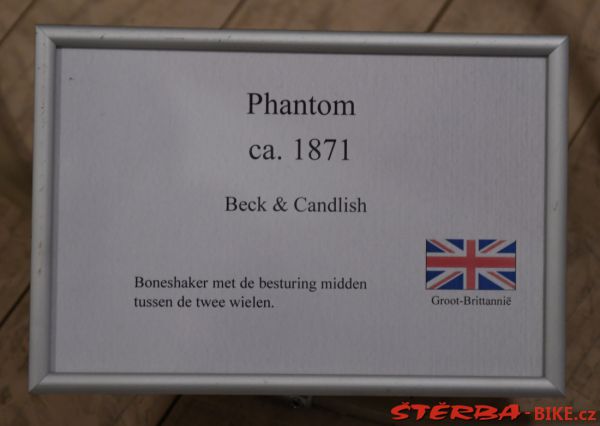 Phantom
ca. 1871
Beck & Candlish
Boneshaker met de besturing midden
tussen de twee wielen.
Groot-Brittannië
ŠTĚRBA-BIKE.cz